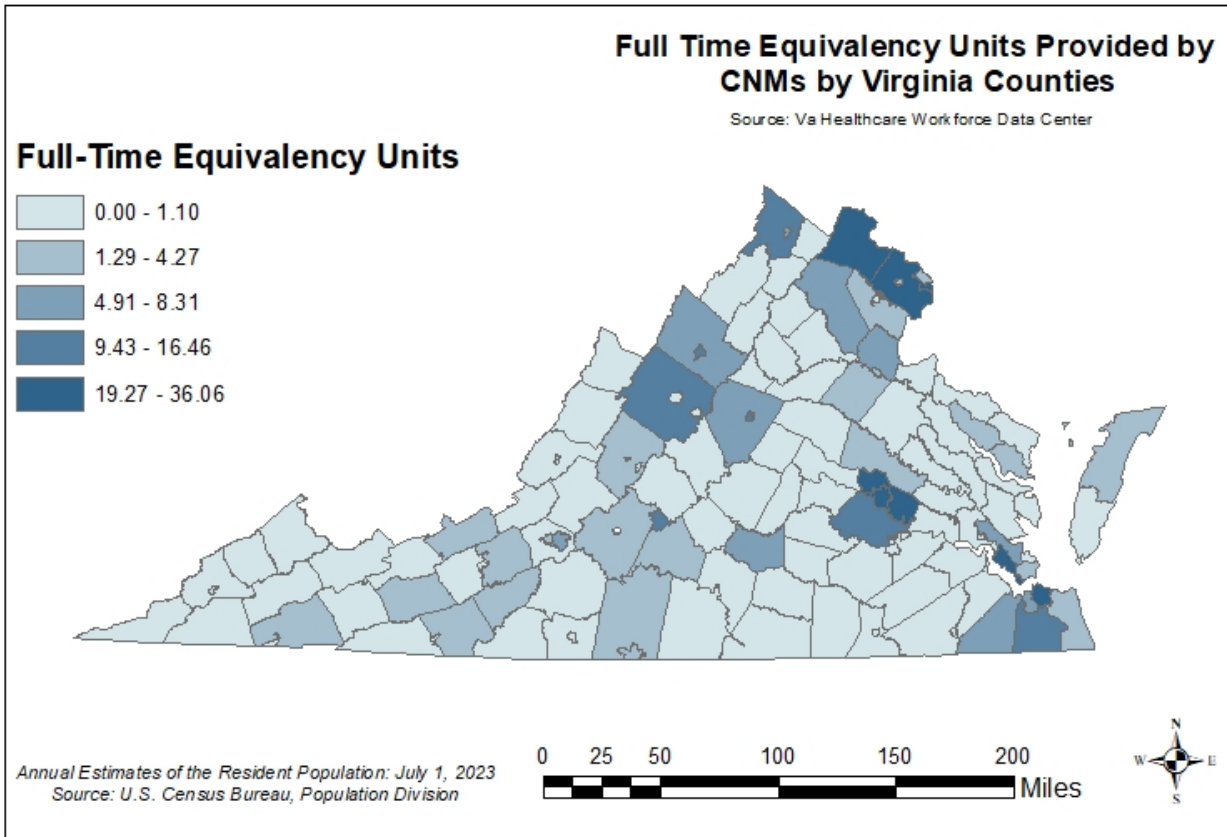 Full Time Equivalency Units Provided by
CNMs by Virginia Counties
Source: Va Healthcare Workforce Data Center
Full-Time Equivalency Units
0.00 - 1.10
1.29 - 4.27
4.91 - 8.31
9.43 - 16.46
19.27 - 36.06
Annual Estimates of the Resident Population: July 1, 2023
Source: U.S. Census Bureau, Population Division
0 25 50 100 150 200
Miles
N
W E
S